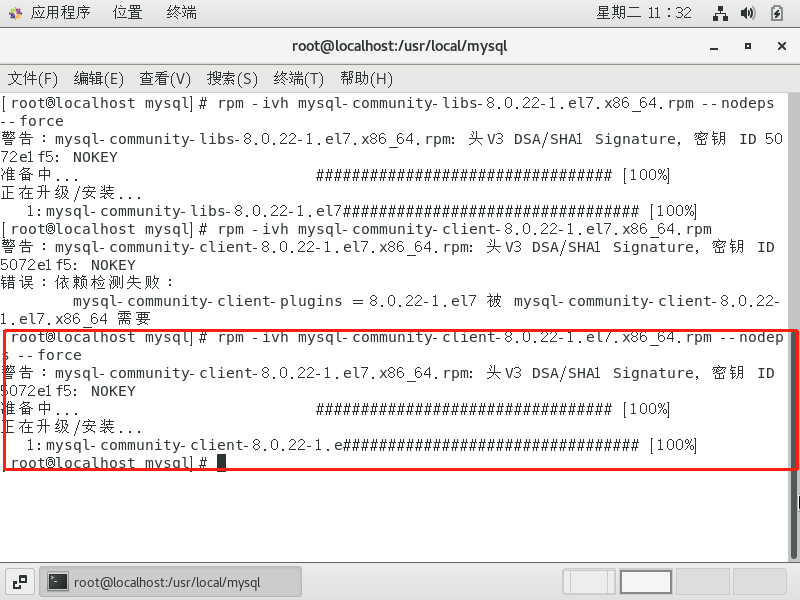 应用程序 位置 终端 星期二 11：32
root@localhost:/usr/local/mysql
文件(F) 编辑(E) 查看(V) 搜索(S) 终端(T) 帮助(H)
[root@localhost mysql]# rpm -ivh mysql-community-libs-8.0.22-1.el7.x86_64.rpm --nodeps
--force
警告：mysql-community-libs-8.0.22-1.el7.x86_64.rpm: 头V3 DSA/SHA1 Signature, 密钥 ID 50
72e1f5: NOKEY
准备中... ################################# [100%]
正在升级/安装...
1:mysql-community-libs-8.0.22-1.el7################################# [100%]
[root@localhost mysql]# rpm -ivh mysql-community-client-8.0.22-1.el7.x86_64.rpm
警告：mysql-community-client-8.0.22-1.el7.x86_64.rpm: 头V3 DSA/SHA1 Signature, 密钥 ID
5072e1f5: NOKEY
错误：依赖检测失败：
mysql-community-client-plugins = 8.0.22-1.el7 被 mysql-community-client-8.0.22-
1.el7.x86_64 需要
[root@localhost mysql]# rpm -ivh mysql-community-client-8.0.22-1.el7.x86_64.rpm --nodep
s --force
警告：mysql-community-client-8.0.22-1.el7.x86_64.rpm: 头V3 DSA/SHA1 Signature, 密钥 ID
5072e1f5: NOKEY
准备中... ################################# [100%]
正在升级/安装...
1:mysql-community-client-8.0.22-1.e################################# [100%]
[root@localhost mysql]#
root@localhost:/usr/local/mysql